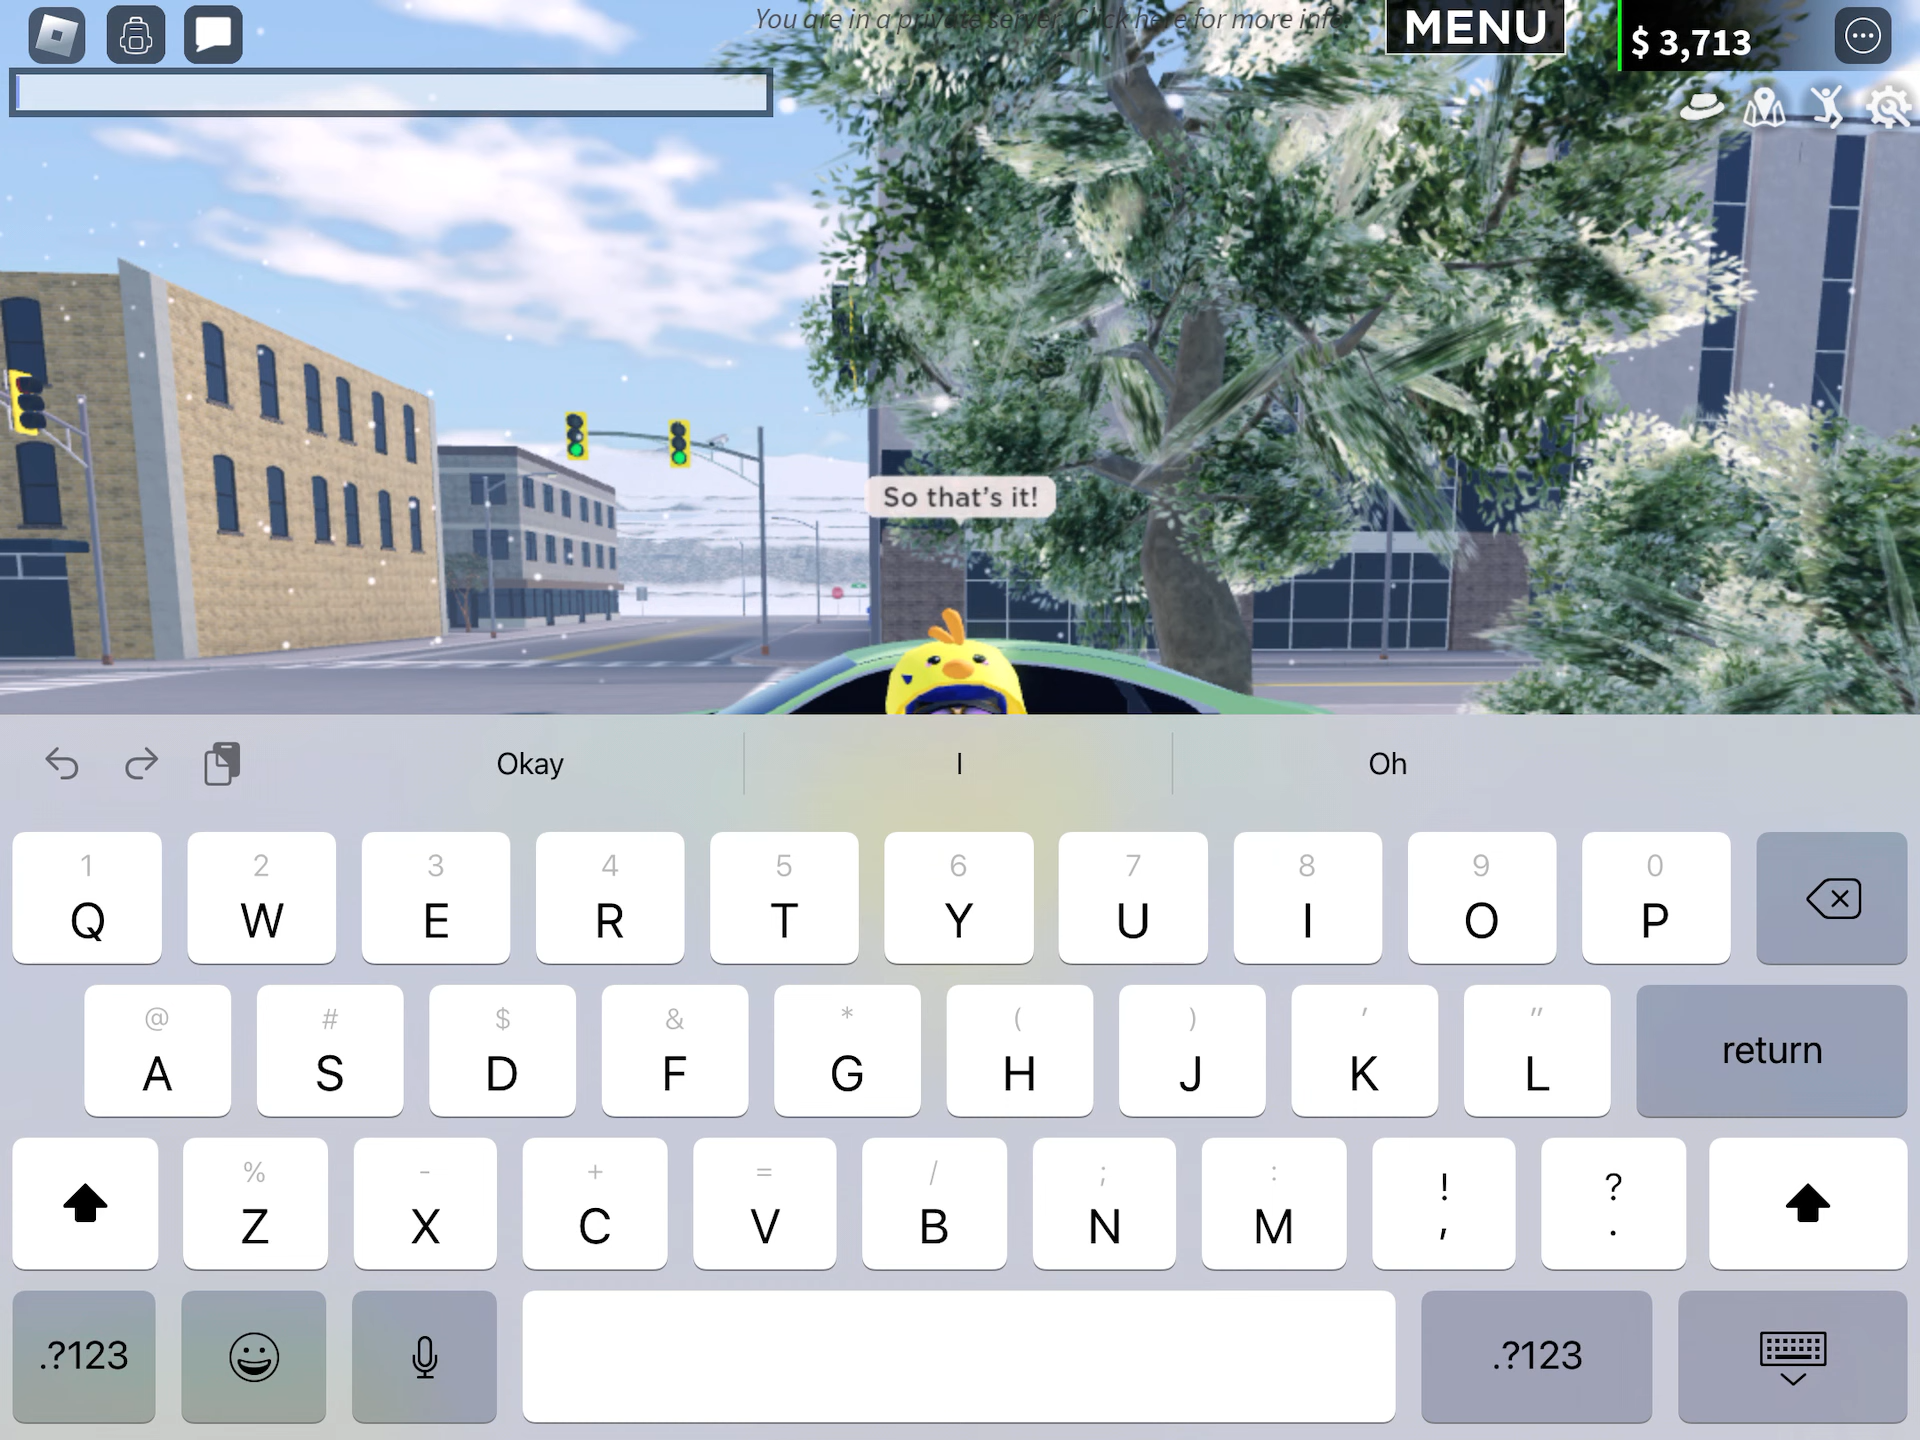 You are in a private server. Click here for more info.
MENU
$ 3,713
So that's it!
Okay I Oh
1 2 3 4 5 6 7 8 9 0
Q W E R T Y U I O P
@ # $ & * ( ) ' "
A S D F G H J K L return
% - + = / ; : ! ?
Z X C V B N M , .
.?123 .?123